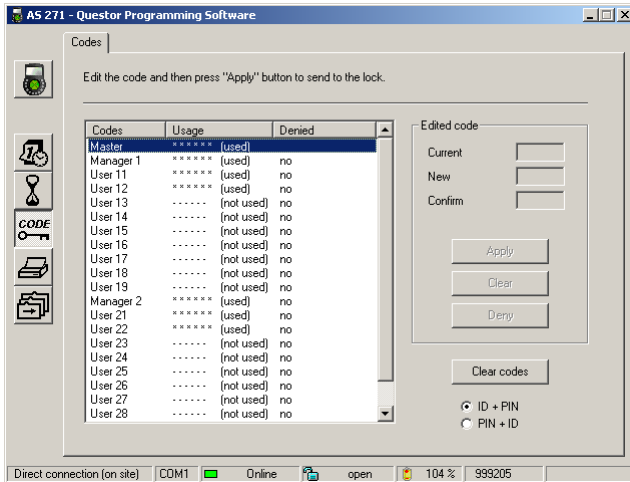 AS 271 - Questor Programming Software
Codes
Edit the code and then press "Apply" button to send to the lock.
Codes Usage Denied
Master ****** (used)
Manager 1 ****** (used) no
User 11 ****** (used) no
User 12 ****** (used) no
User 13 ------ (not used) no
User 14 ------ (not used) no
User 15 ------ (not used) no
User 16 ------ (not used) no
User 17 ------ (not used) no
User 18 ------ (not used) no
User 19 ------ (not used) no
Manager 2 ****** (used) no
User 21 ****** (used) no
User 22 ****** (used) no
User 23 ------ (not used) no
User 24 ------ (not used) no
User 25 ------ (not used) no
User 26 ------ (not used) no
User 27 ------ (not used) no
User 28 ------ (not used) no
Edited code
Current
New
Confirm
Apply
Clear
Deny
Clear codes
ID + PIN
PIN + ID
CODE
Direct connection (on site) COM1 Online open 104 % 999205